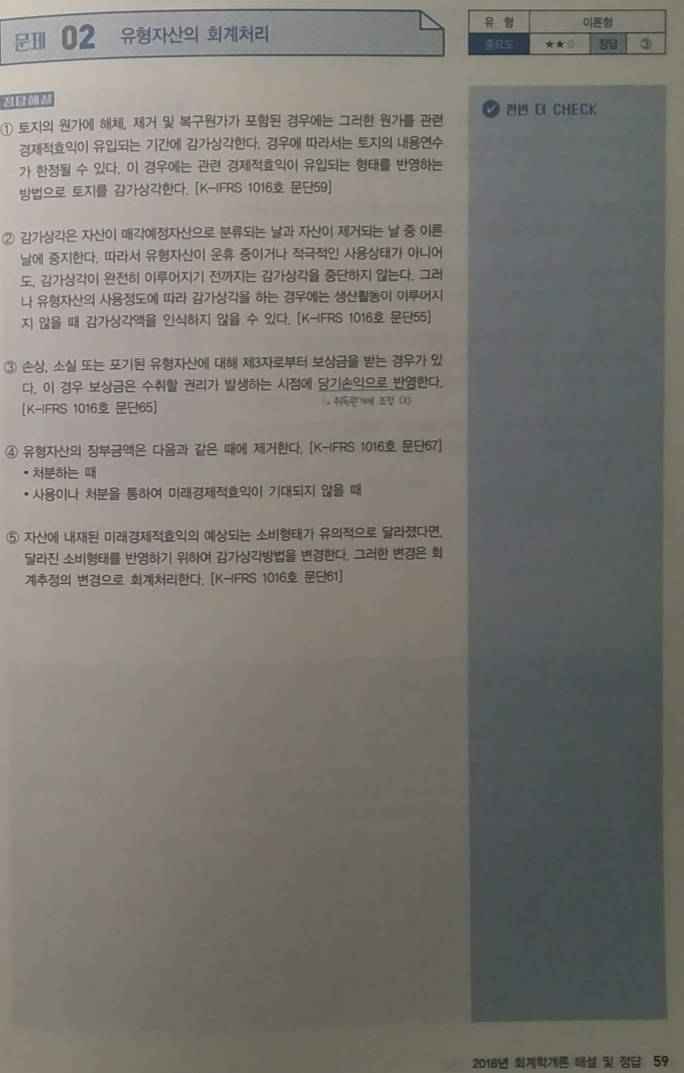 문제 02 유형자산의 회계처리
유 형 이론형
중요도 ★★☆ 정답 ③
정답해설
① 토지의 원가에 해체, 제거 및 복구원가가 포함된 경우에는 그러한 원가를 관련
경제적효익이 유입되는 기간에 감가상각한다. 경우에 따라서는 토지의 내용연수
가 한정될 수 있다. 이 경우에는 관련 경제적효익이 유입되는 형태를 반영하는
방법으로 토지를 감가상각한다. [K-IFRS 1016호 문단59]
② 감가상각은 자산이 매각예정자산으로 분류되는 날과 자산이 제거되는 날 중 이른
날에 중지한다. 따라서 유형자산이 운휴 중이거나 적극적인 사용상태가 아니어
도, 감가상각이 완전히 이루어지기 전까지는 감가상각을 중단하지 않는다. 그러
나 유형자산의 사용정도에 따라 감가상각을 하는 경우에는 생산활동이 이루어지
지 않을 때 감가상각액을 인식하지 않을 수 있다. [K-IFRS 1016호 문단55]
③ 손상, 소실 또는 포기된 유형자산에 대해 제3자로부터 보상금을 받는 경우가 있
다. 이 경우 보상금은 수취할 권리가 발생하는 시점에 당기손익으로 반영한다.
[K-IFRS 1016호 문단65]
취득원가에 조정 (X)
④ 유형자산의 장부금액은 다음과 같은 때에 제거한다. [K-IFRS 1016호 문단67]
• 처분하는 때
• 사용이나 처분을 통하여 미래경제적효익이 기대되지 않을 때
⑤ 자산에 내재된 미래경제적효익의 예상되는 소비형태가 유의적으로 달라졌다면,
달라진 소비형태를 반영하기 위하여 감가상각방법을 변경한다. 그러한 변경은 회
계추정의 변경으로 회계처리한다. [K-IFRS 1016호 문단61]
한번 더 CHECK
2018년 회계학개론 해설 및 정답 59